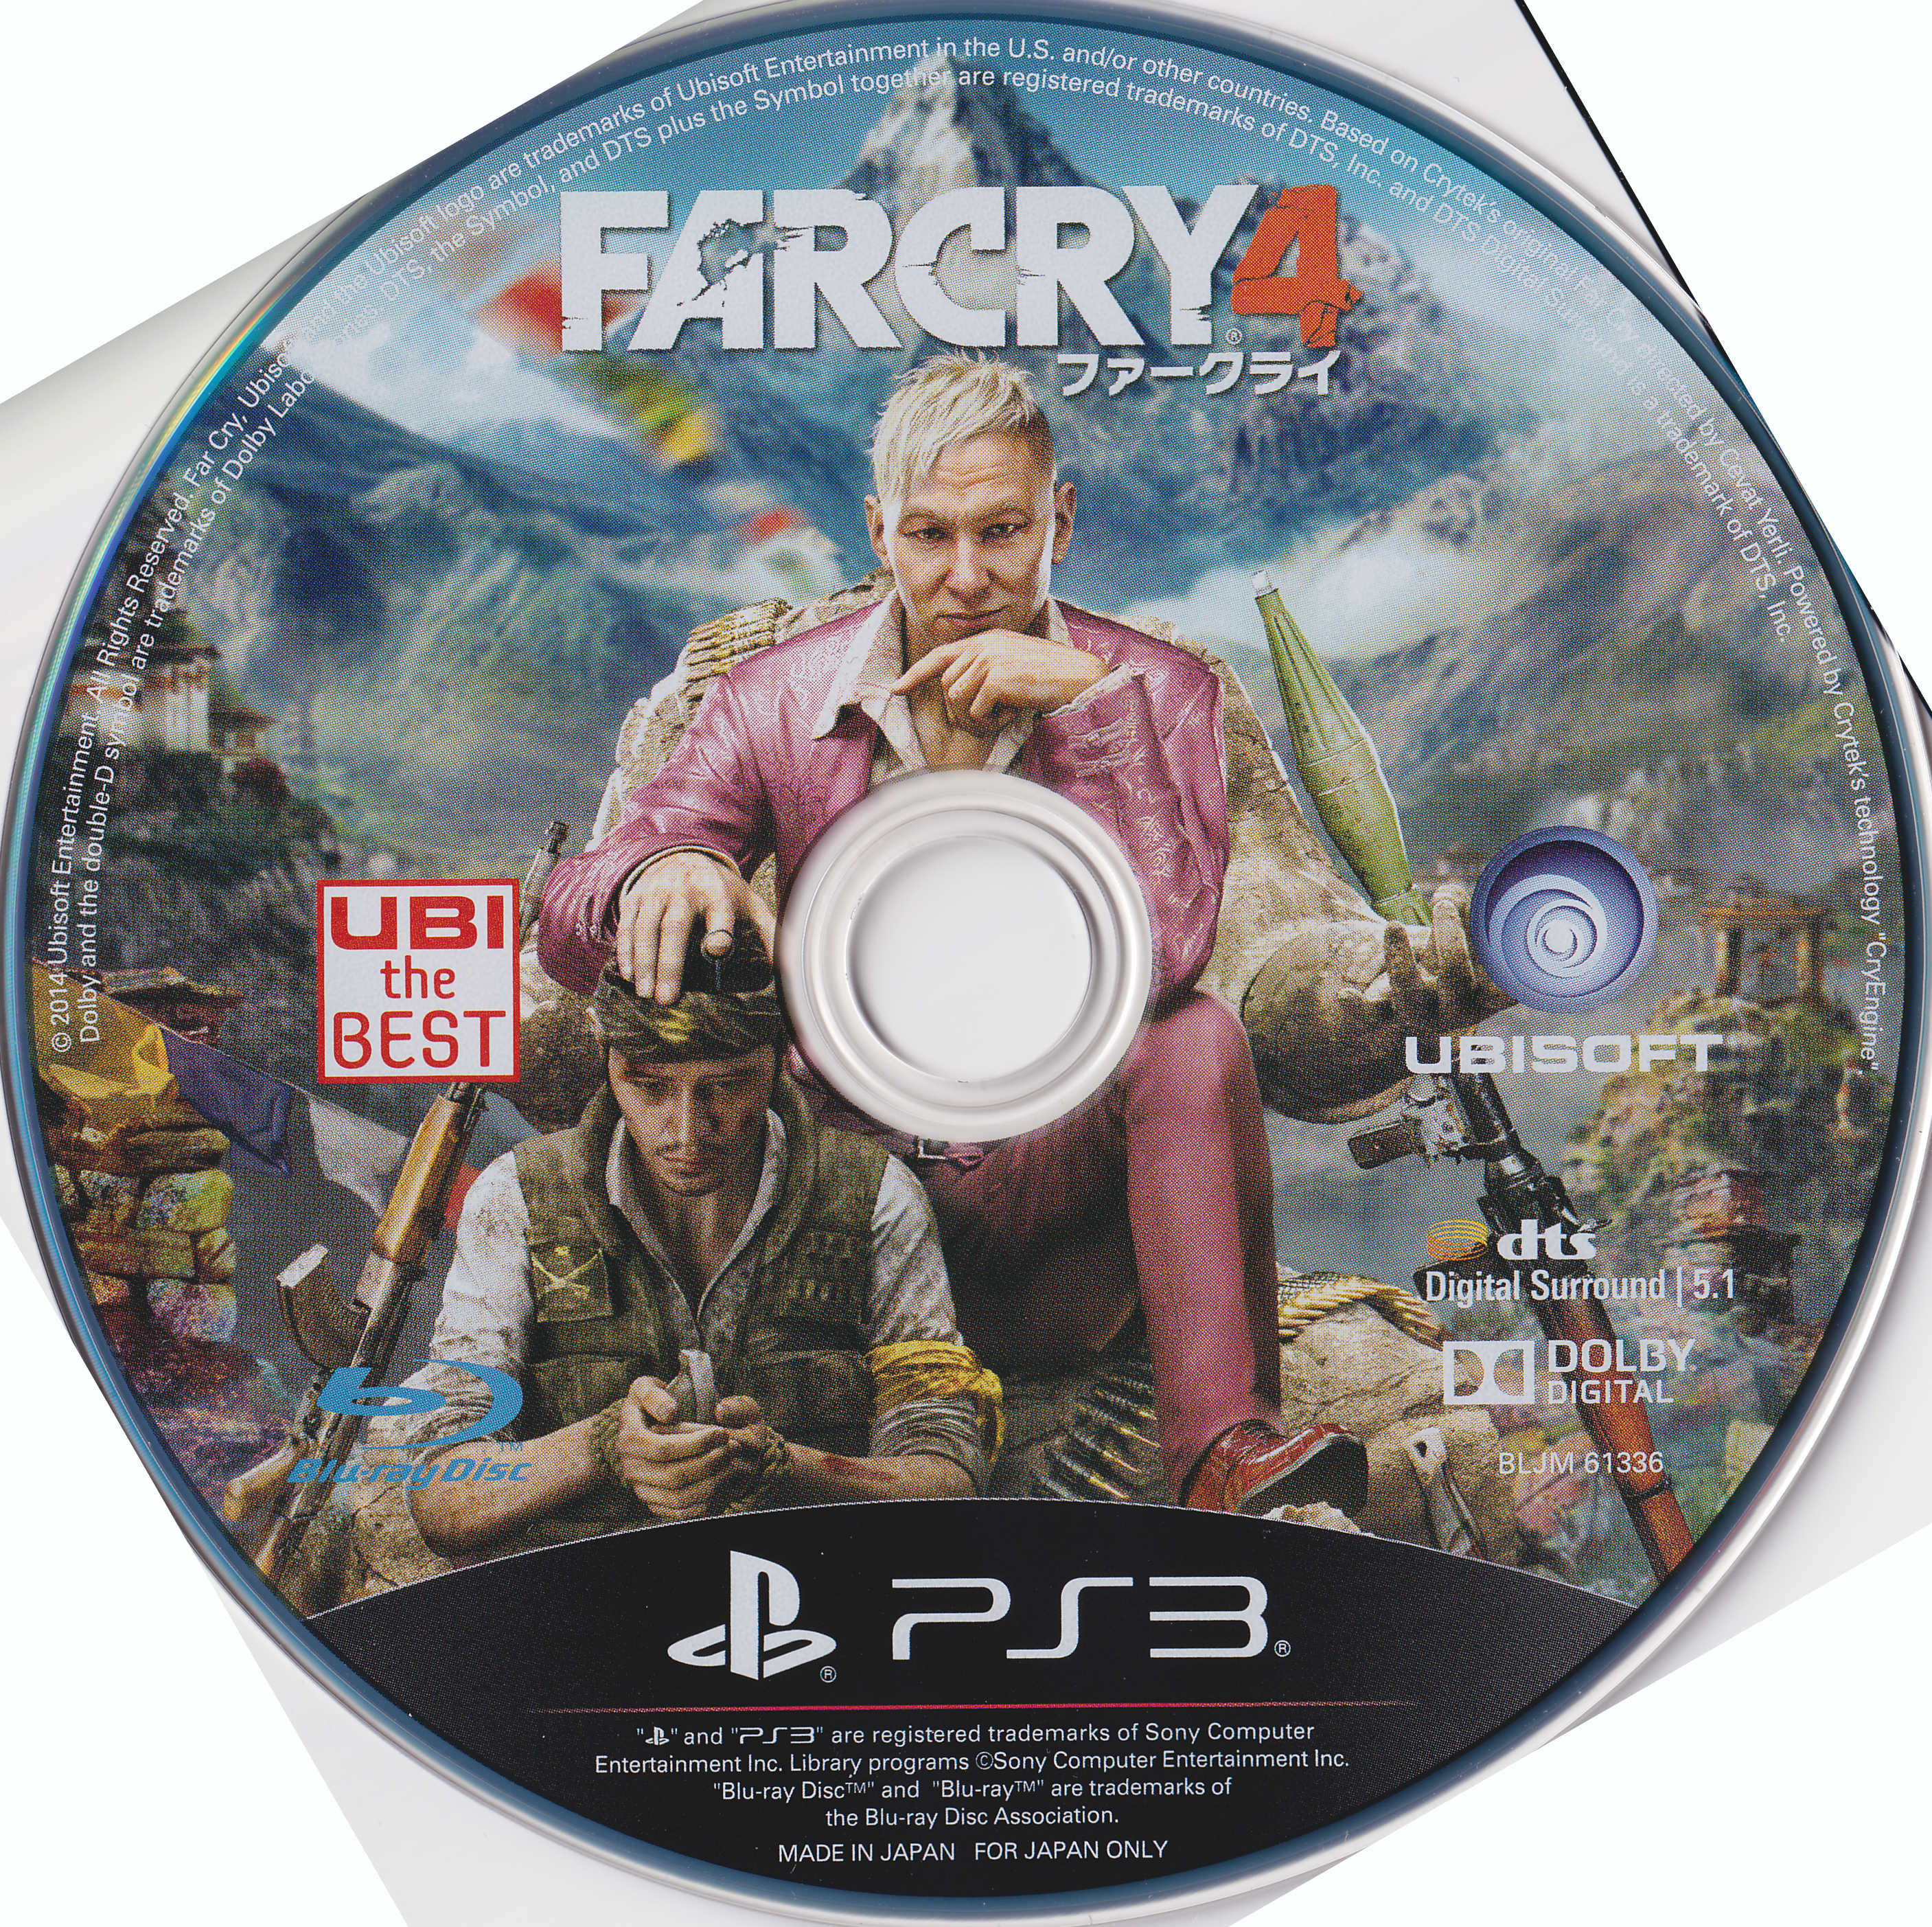 © 2014 Ubisoft Entertainment. All Rights Reserved. Far Cry, Ubisoft and the Ubisoft logo are trademarks of Ubisoft Entertainment in the U.S. and/or other countries. Based on Crytek's original Far Cry directed by Cevat Yerli. Powered by Crytek's technology "CryEngine".
Dolby and the double-D symbol are trademarks of Dolby Laboratories. DTS, the Symbol, and DTS plus the Symbol together are registered trademarks of DTS, Inc. and DTS Digital Surround is a trademark of DTS, Inc.
FARCRY4®
ファークライ
UBI
the
BEST
UBISOFT
dts
Digital Surround | 5.1
DOLBY
DIGITAL
BLJM 61336
Blu-ray Disc™
PS3®
"PS" and "PS3" are registered trademarks of Sony Computer
Entertainment Inc. Library programs ©Sony Computer Entertainment Inc.
"Blu-ray Disc™" and "Blu-ray™" are trademarks of
the Blu-ray Disc Association.
MADE IN JAPAN FOR JAPAN ONLY